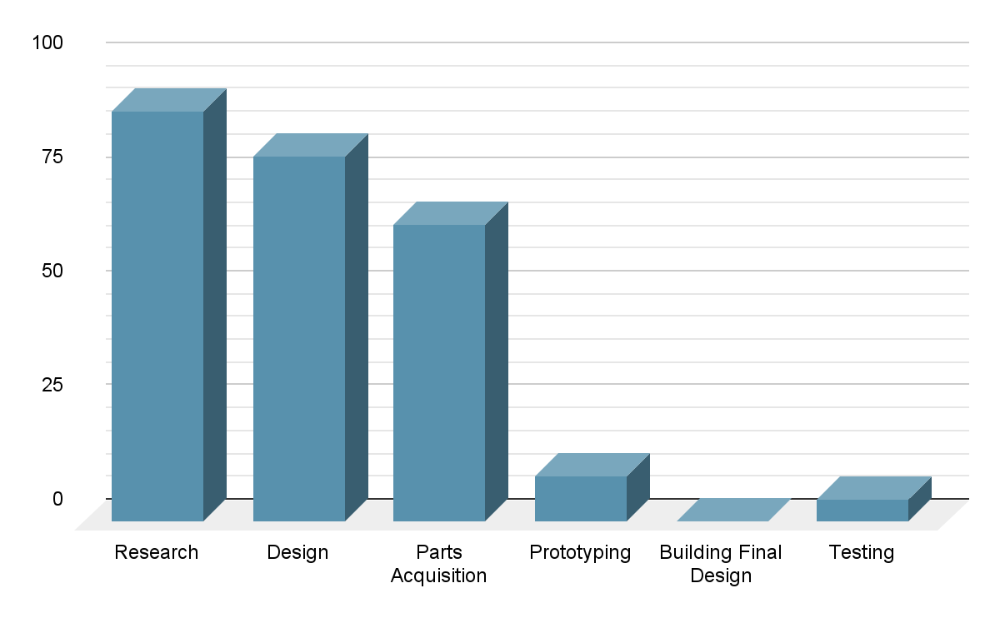 100
75
50
25
0
Research
Design
Parts
Acquisition
Prototyping
Building Final
Design
Testing